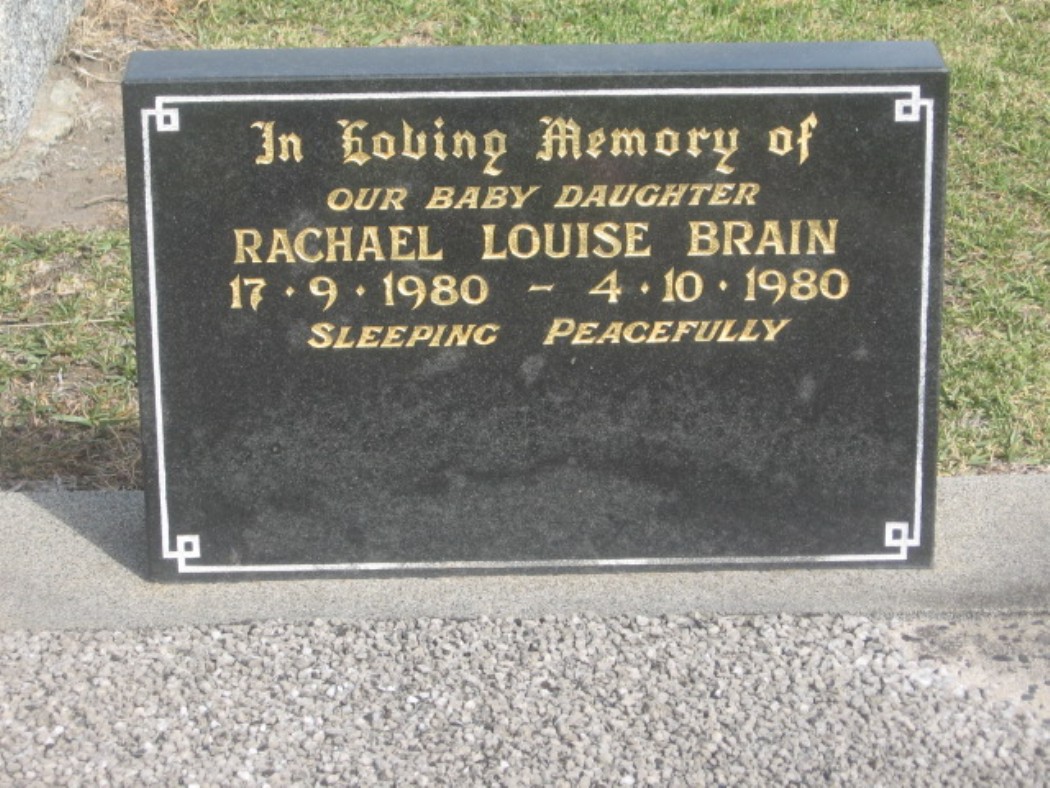 In Loving Memory of
OUR BABY DAUGHTER
RACHAEL LOUISE BRAIN
17 · 9 · 1980 - 4 · 10 · 1980
SLEEPING PEACEFULLY